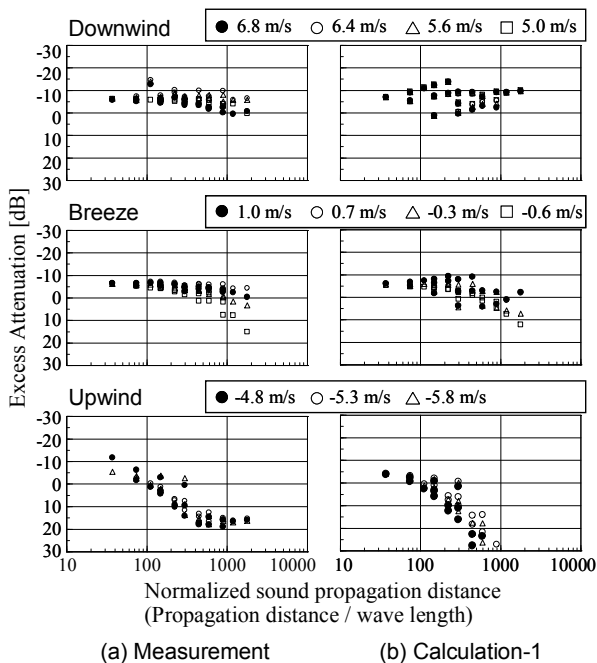 Downwind
● 6.8 m/s ○ 6.4 m/s △ 5.6 m/s □ 5.0 m/s
-30
-20
-10
0
10
20
30
Breeze
● 1.0 m/s ○ 0.7 m/s △ -0.3 m/s □ -0.6 m/s
Excess Attenuation [dB]
-30
-20
-10
0
10
20
30
Upwind
● -4.8 m/s ○ -5.3 m/s △ -5.8 m/s
-30
-20
-10
0
10
20
30
10 100 1000 10000 100 1000 10000
Normalized sound propagation distance
(Propagation distance / wave length)
(a) Measurement (b) Calculation-1